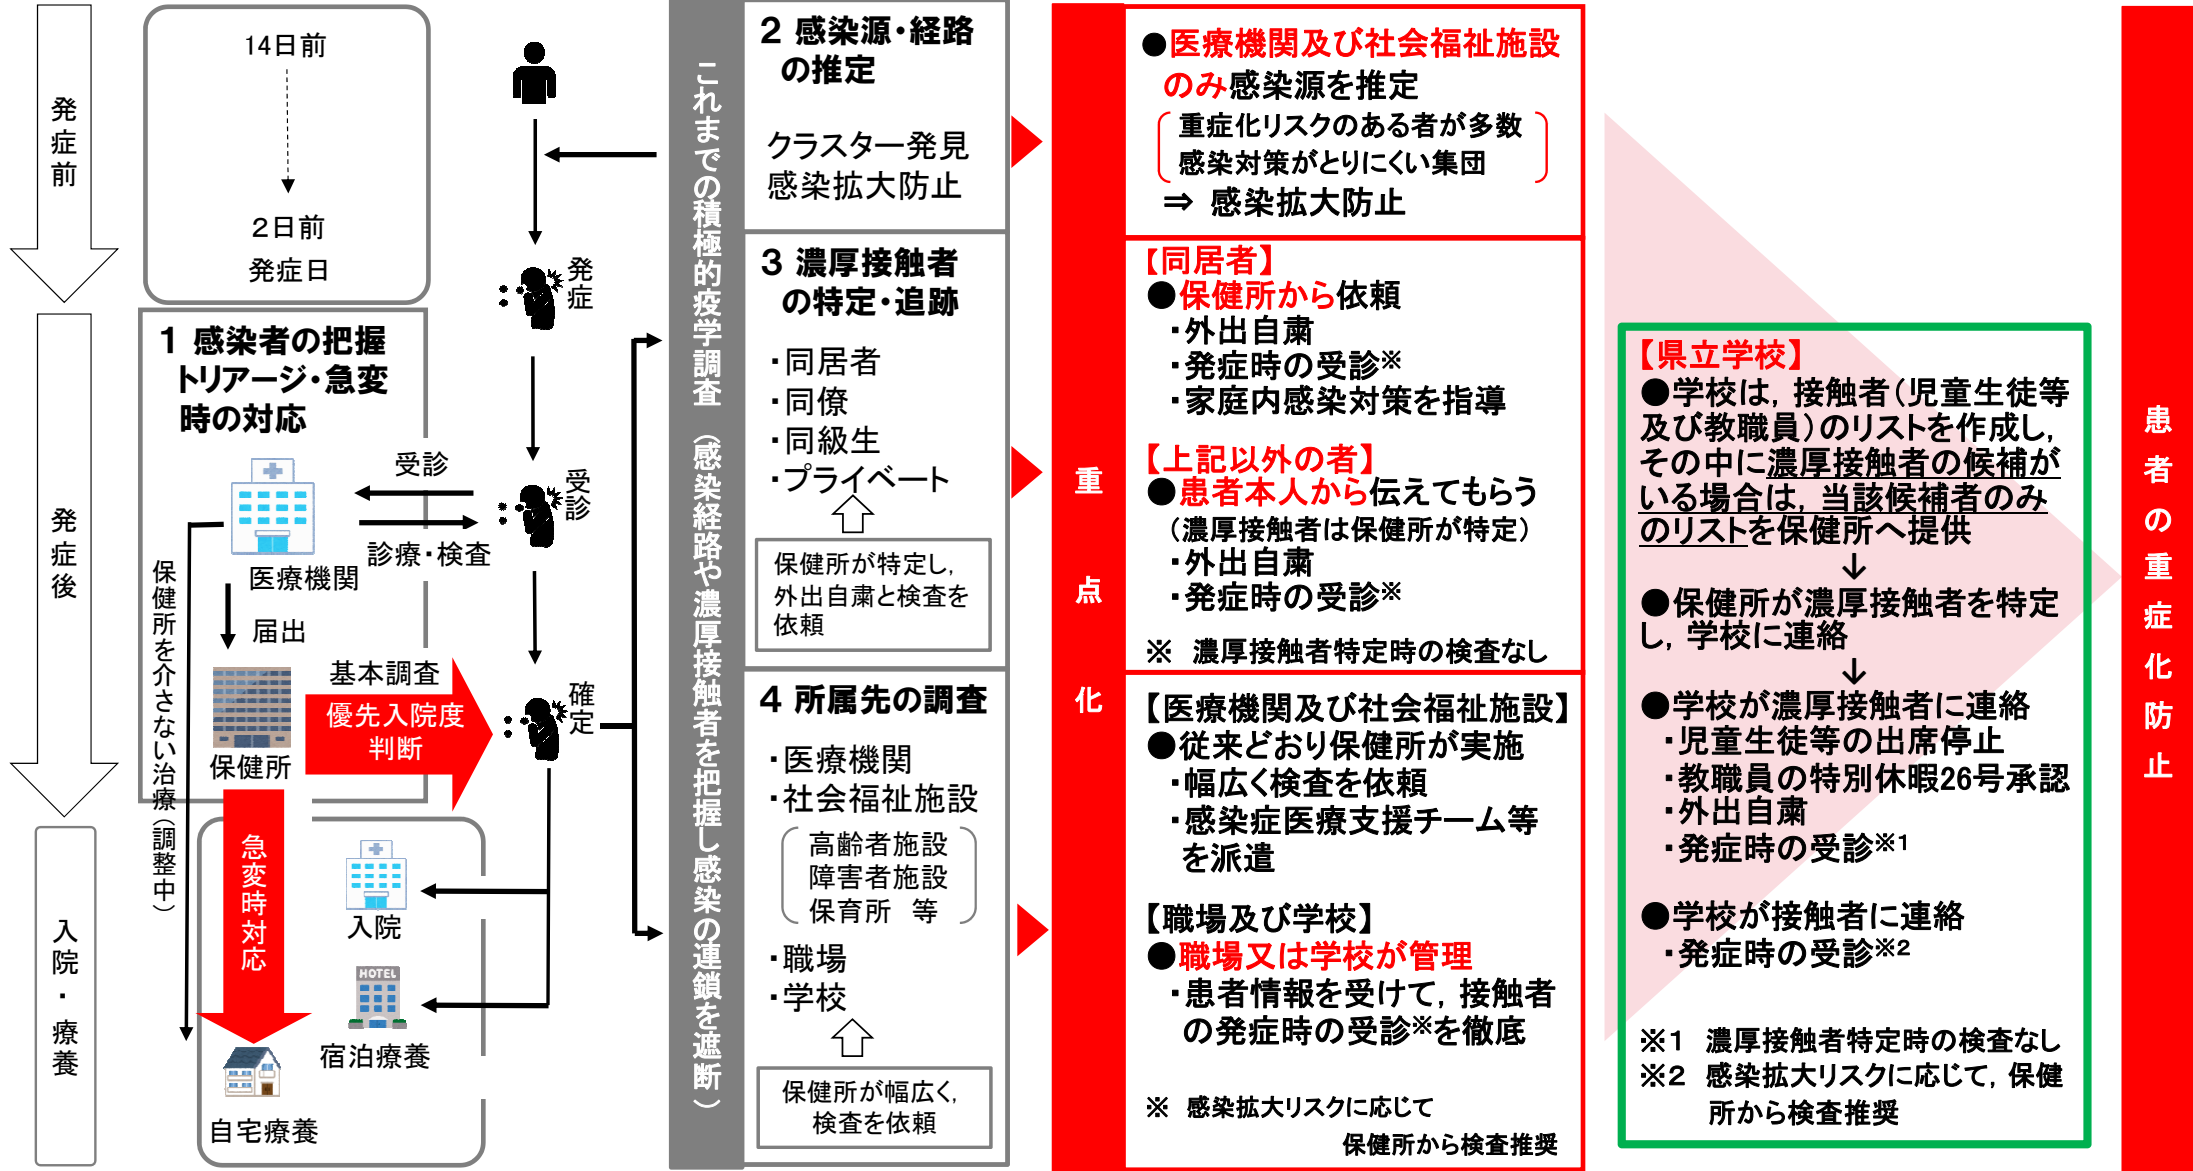 発症前
発症後
入院・療養
14日前
２日前
発症日
１ 感染者の把握
トリアージ・急変
時の対応
受診
診療・検査
医療機関
届出
保健所
保健所を介さない治療（調整中）
基本調査
優先入院度
判断
急変時対応
入院
HOTEL
宿泊療養
自宅療養
発症
受診
確定
これまでの積極的疫学調査（感染経路や濃厚接触者を把握し感染の連鎖を遮断）
２ 感染源・経路
の推定
クラスター発見
感染拡大防止
３ 濃厚接触者
の特定・追跡
・同居者
・同僚
・同級生
・プライベート
保健所が特定し，
外出自粛と検査を
依頼
４ 所属先の調査
・医療機関
・社会福祉施設
高齢者施設
障害者施設
保育所　等
・職場
・学校
保健所が幅広く，
検査を依頼
重点化
●医療機関及び社会福祉施設
のみ感染源を推定
重症化リスクのある者が多数
感染対策がとりにくい集団
⇒ 感染拡大防止
【同居者】
●保健所から依頼
・外出自粛
・発症時の受診※
・家庭内感染対策を指導
【上記以外の者】
●患者本人から伝えてもらう
（濃厚接触者は保健所が特定）
・外出自粛
・発症時の受診※
※　濃厚接触者特定時の検査なし
【医療機関及び社会福祉施設】
●従来どおり保健所が実施
・幅広く検査を依頼
・感染症医療支援チーム等
を派遣
【職場及び学校】
●職場又は学校が管理
・患者情報を受けて，接触者
の発症時の受診※を徹底
※　感染拡大リスクに応じて
保健所から検査推奨
【県立学校】
●学校は，接触者（児童生徒等
及び教職員）のリストを作成し，
その中に濃厚接触者の候補が
いる場合は，当該候補者のみ
のリストを保健所へ提供
↓
●保健所が濃厚接触者を特定
し，学校に連絡
↓
●学校が濃厚接触者に連絡
・児童生徒等の出席停止
・教職員の特別休暇26号承認
・外出自粛
・発症時の受診※1
●学校が接触者に連絡
・発症時の受診※2
※１　濃厚接触者特定時の検査なし
※２　感染拡大リスクに応じて，保健
所から検査推奨
患者の重症化防止